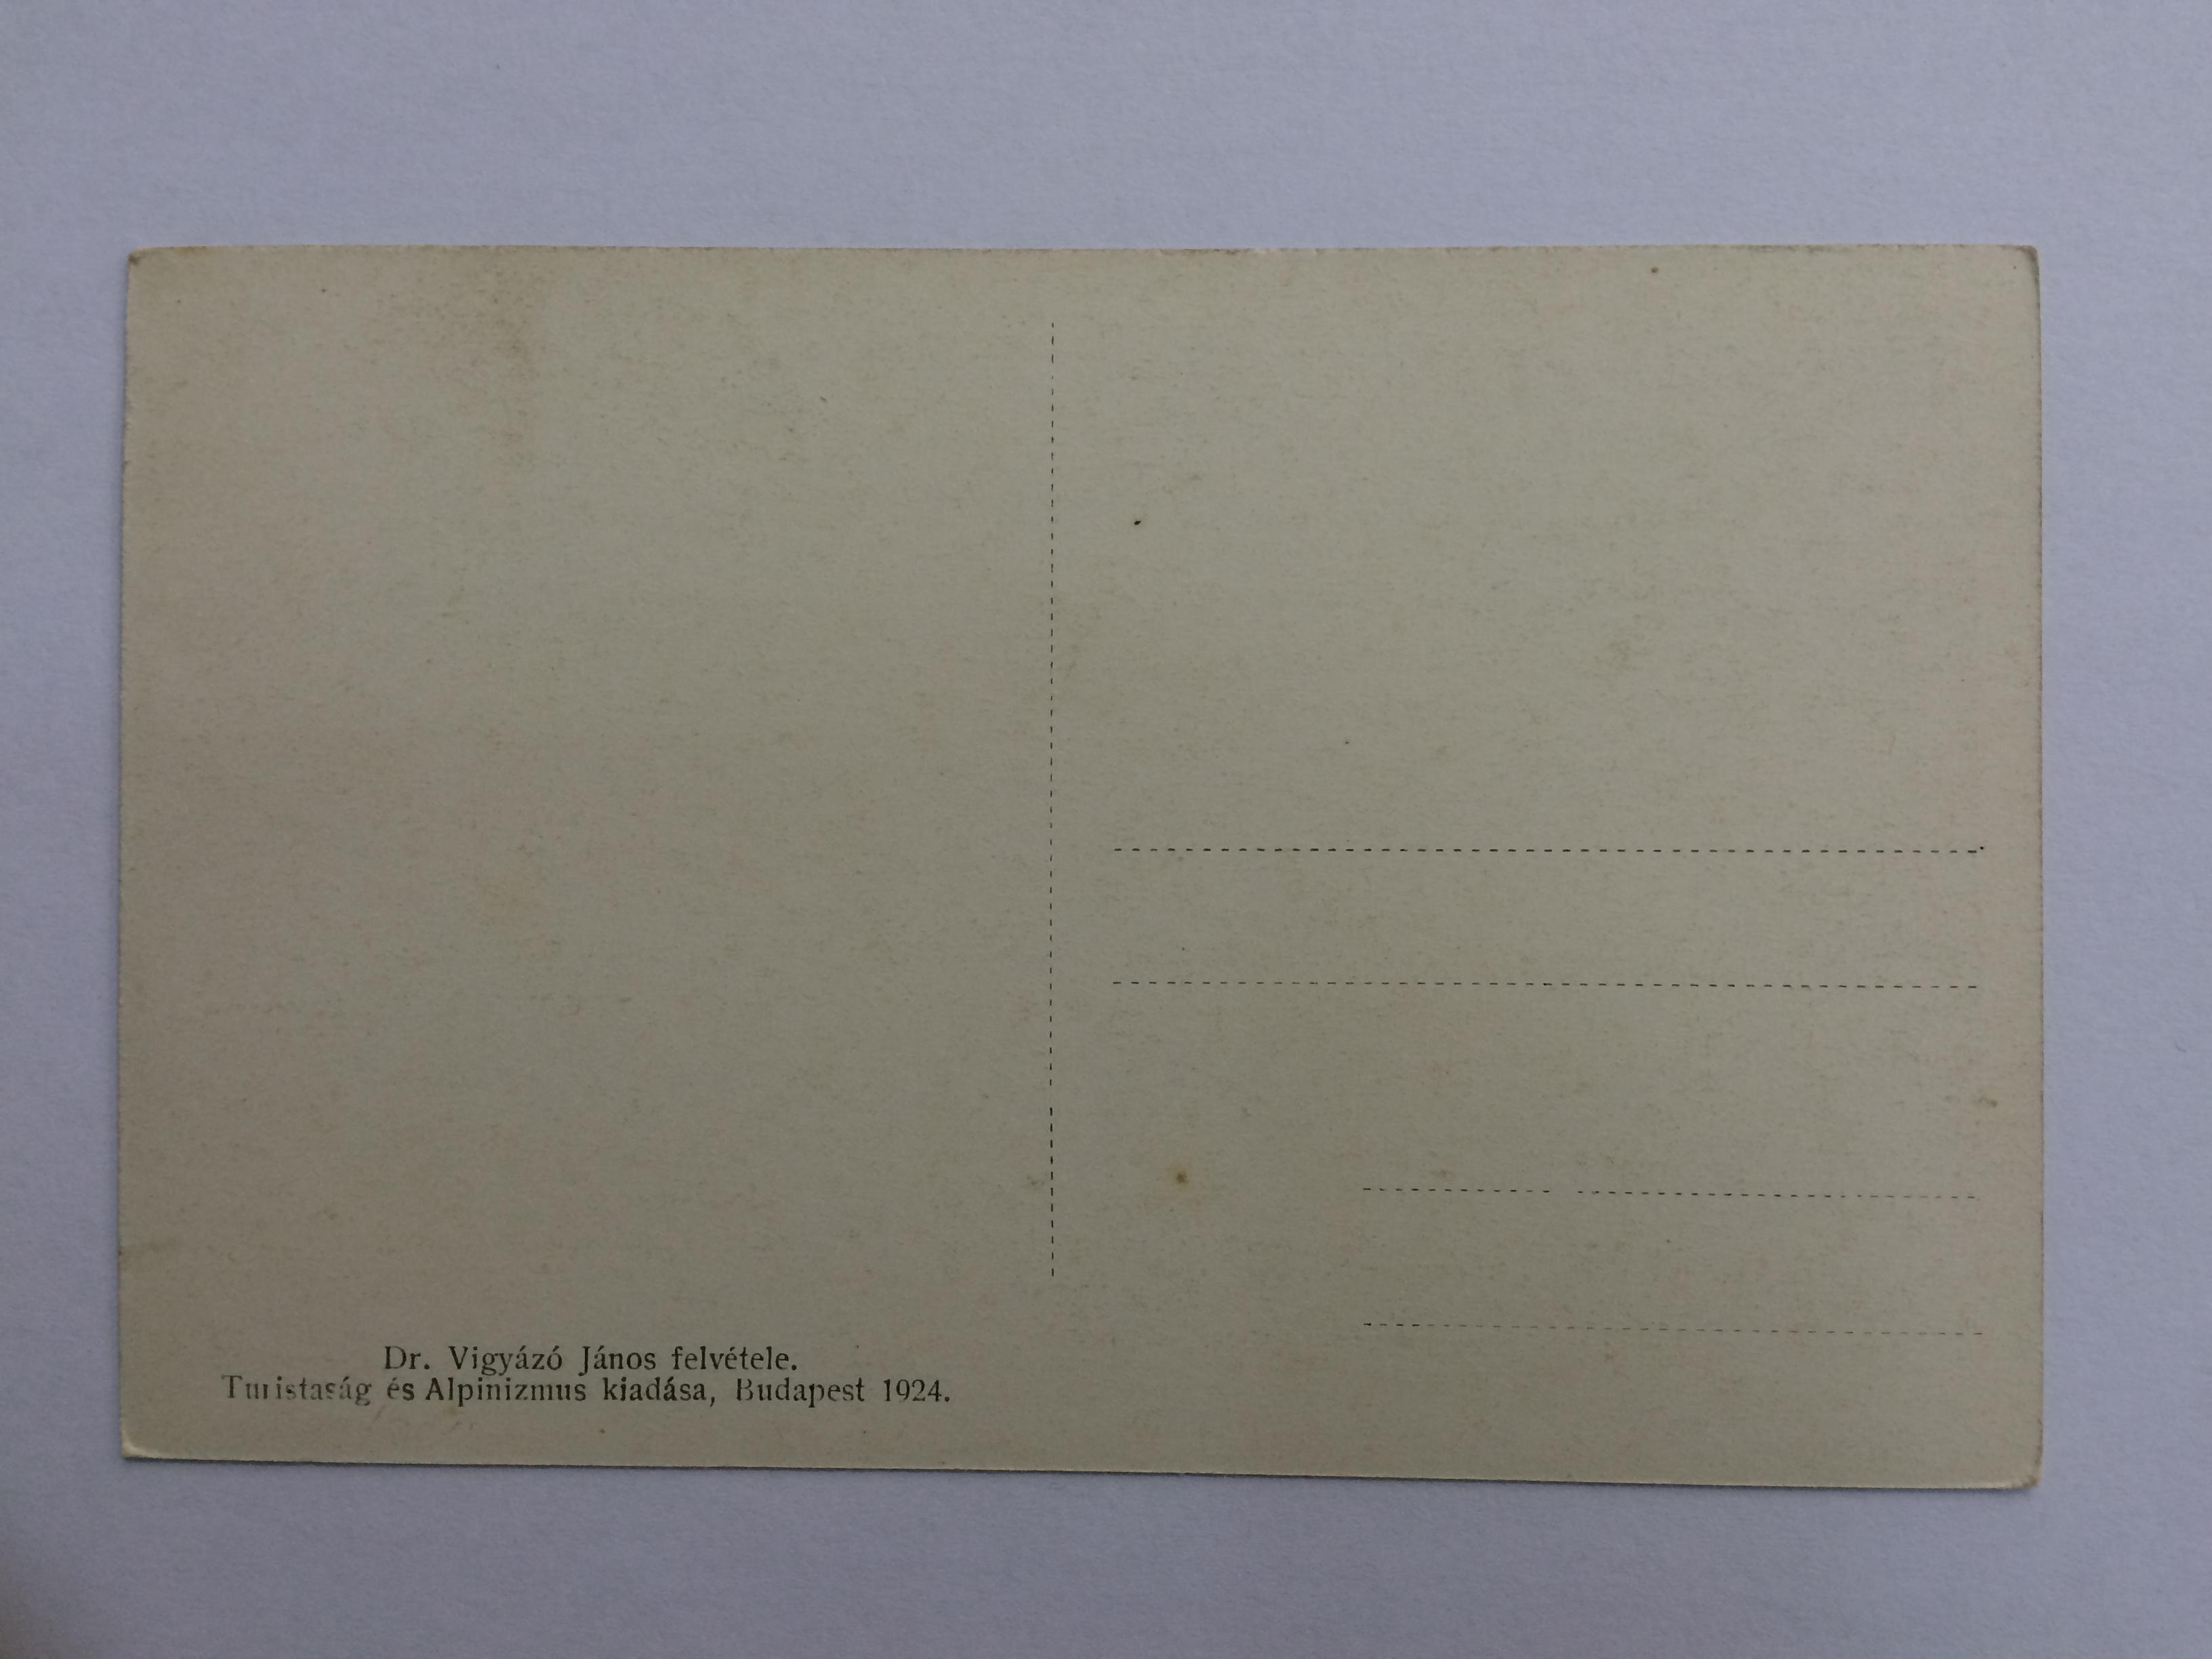 Dr. Vigyázó János felvétele.
Turistaság és Alpinizmus kiadása, Budapest 1924.